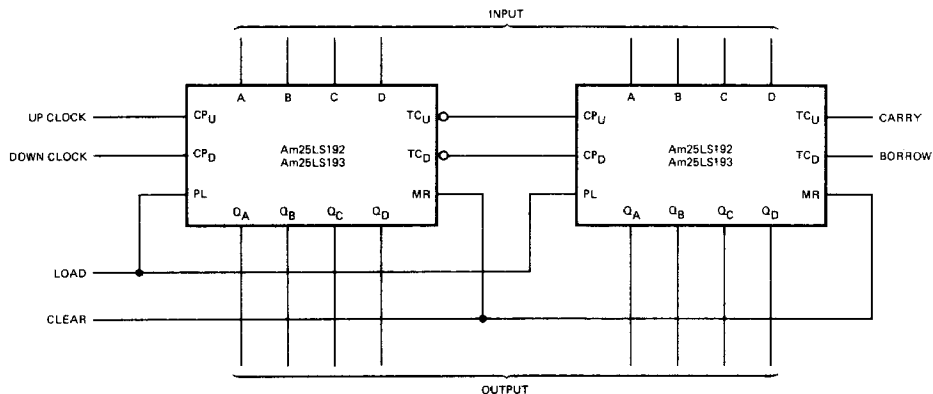 INPUT
A B C D A B C D
UP CLOCK CPU TCU CPU TCU CARRY
Am25LS192 Am25LS192
DOWN CLOCK CPD Am25LS193 TCD CPD Am25LS193 TCD BORROW
PL MR PL MR
QA QB QC QD QA QB QC QD
LOAD
CLEAR
OUTPUT